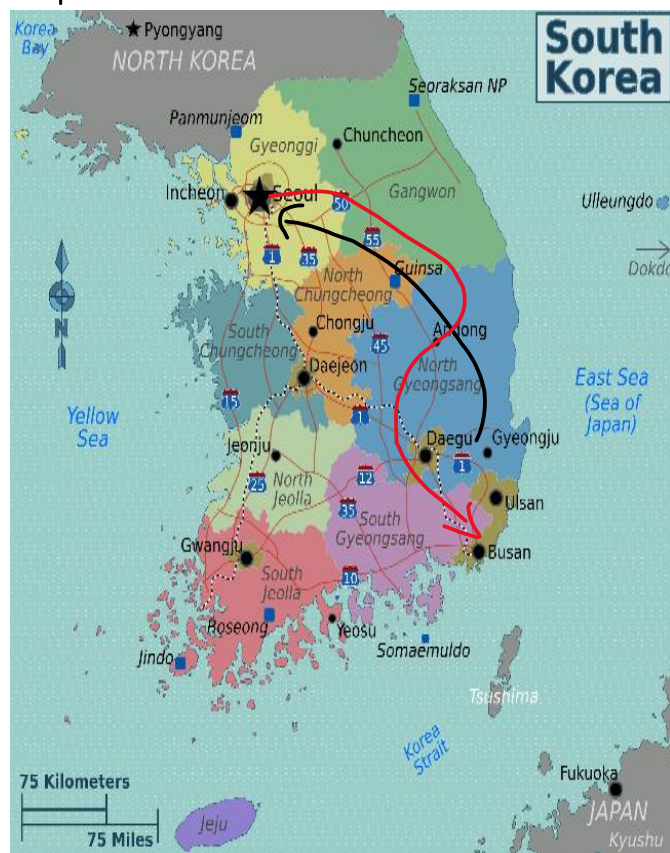 Korea
Bay
Pyongyang
NORTH KOREA
South
Korea
Seoraksan NP
Panmunjeom
Chuncheon
Gyeonggi
Gangwon
Incheon
Seoul
50
Ulleungdo
55
1
35
Dokdo
Guinsa
North
Chungcheong
N
South
Chungcheong
Chongju
45
Andong
North
Gyeongsang
Daejeon
East Sea
(Sea of
Japan)
15
Yellow
Sea
1
Daegu
Gyeongju
Jeonju
12
1
North
Jeolla
25
35
Ulsan
South
Gyeongsang
Gwangju
Busan
South
Jeolla
10
Boseong
Yeosu
Somaemuldo
Jindo
Tsushima
Korea
Strait
Fukuoka
75 Kilometers
JAPAN
75 Miles
Jeju
Kyushu